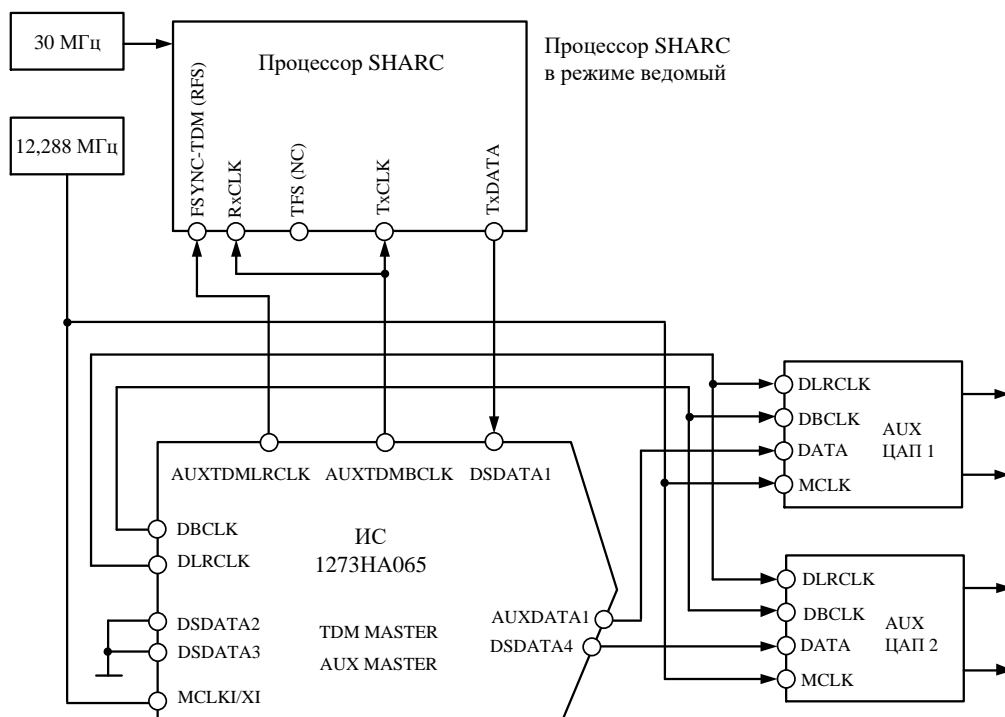 30 МГц
Процессор SHARC
Процессор SHARC
в режиме ведомый
12,288 МГц
FSYNC-TDM (RFS)
RxCLK
TFS (NC)
TxCLK
TxDATA
AUXTDMLRCLK
AUXTDMBCLK
DSDATA1
DBCLK
DLRCLK
DSDATA2
DSDATA3
MCLKI/XI
ИС
1273НА065
TDM MASTER
AUX MASTER
AUXDATA1
DSDATA4
DLRCLK
DBCLK
DATA
MCLK
AUX
ЦАП 1
DLRCLK
DBCLK
DATA
MCLK
AUX
ЦАП 2